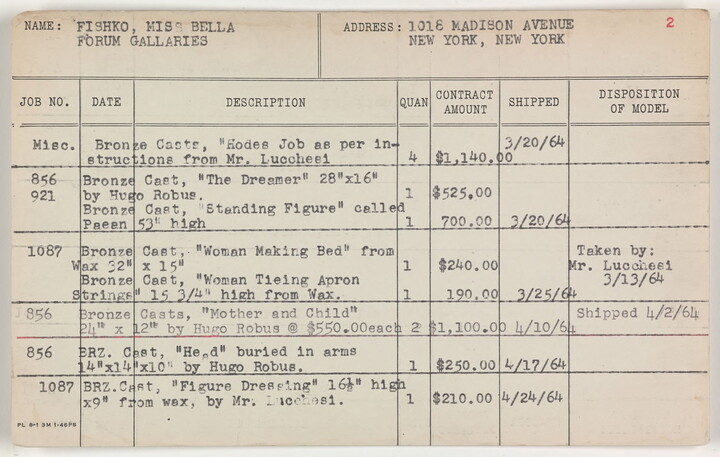 NAME: FISHKO, MISS BELLA ADDRESS: 1018 MADISON AVENUE 2
FORUM GALLARIES NEW YORK, NEW YORK
JOB NO. DATE DESCRIPTION QUAN CONTRACT AMOUNT SHIPPED DISPOSITION OF MODEL
Misc. Bronze Casts, "Hodes Job as per in- 3/20/64
structions from Mr. Lucchesi 4 $1,140.00
856 Bronze Cast, "The Dreamer" 28"x16"
921 by Hugo Robus. 1 $525.00
Bronze Cast, "Standing Figure" called
Paean 53" high 1 700.00 3/20/64
1087 Bronze Cast, "Woman Making Bed" from Taken by:
Wax 32" x 15" 1 $240.00 Mr. Lucchesi
Bronze Cast, "Woman Tieing Apron 3/13/64
Strings" 15 3/4" high from Wax. 1 190.00 3/25/64
856 Bronze Casts, "Mother and Child" Shipped 4/2/64
24" x 12" by Hugo Robus @ $550.00each 2 $1,100.00 4/10/64
856 BRZ. Cast, "Head" buried in arms
14"x14"x10" by Hugo Robus. 1 $250.00 4/17/64
1087 BRZ.Cast, "Figure Dressing" 16½" high
x9" from wax, by Mr. Lucchesi. 1 $210.00 4/24/64
PL 8-1 3M 1-46PS